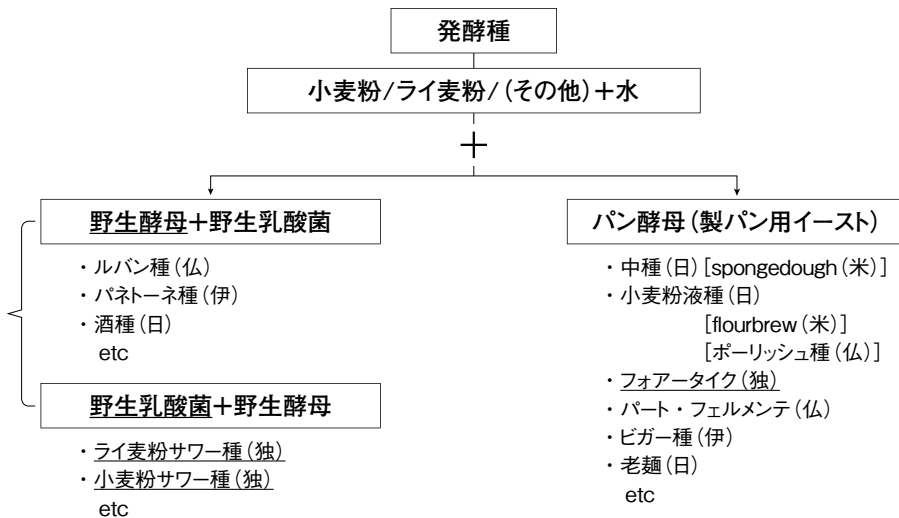 発酵種
小麦粉/ライ麦粉/(その他)+水
+
野生酵母+野生乳酸菌
・ルバン種(仏)
・パネトーネ種(伊)
・酒種(日)
etc
野生乳酸菌+野生酵母
・ライ麦粉サワー種(独)
・小麦粉サワー種(独)
etc
パン酵母(製パン用イースト)
・中種(日)[spongedough(米)]
・小麦粉液種(日)
[flourbrew(米)]
[ポーリッシュ種(仏)]
・フォアータイク(独)
・パート・フェルメンテ(仏)
・ビガー種(伊)
・老麺(日)
etc